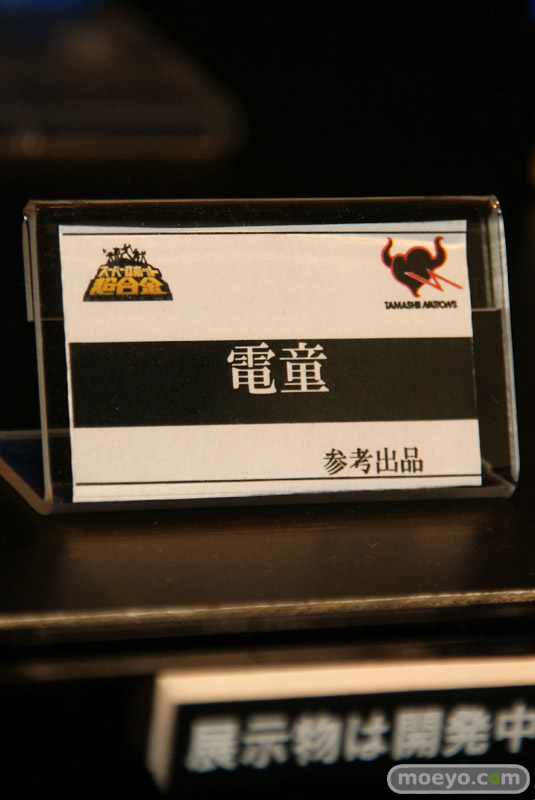 スーパーロボット
超合金
TAMASHII NATIONS
電童
参考出品
展示物は開発中
moeyo.com